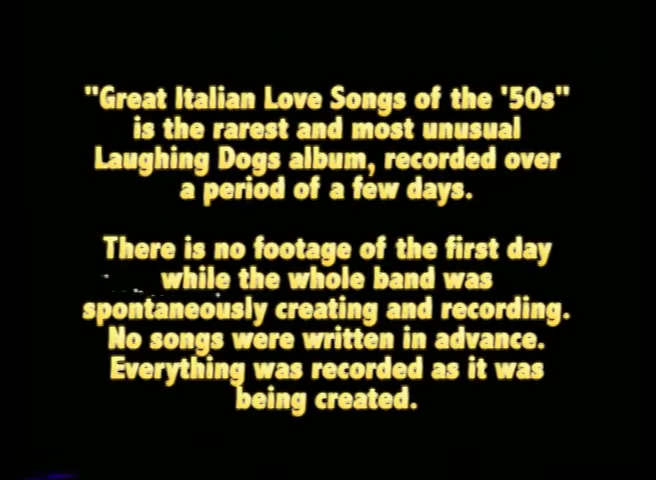 "Great Italian Love Songs of the '50s"
is the rarest and most unusual
Laughing Dogs album, recorded over
a period of a few days.
There is no footage of the first day
while the whole band was
spontaneously creating and recording.
No songs were written in advance.
Everything was recorded as it was
being created.